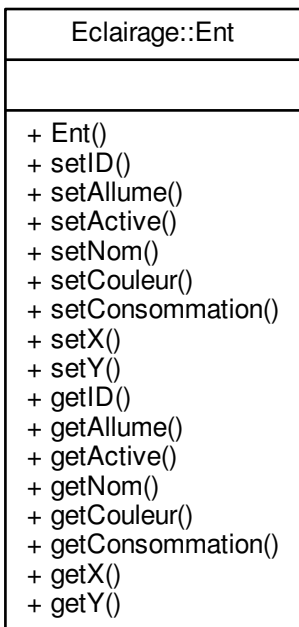 Eclairage::Ent
+ Ent()
+ setID()
+ setAllume()
+ setActive()
+ setNom()
+ setCouleur()
+ setConsommation()
+ setX()
+ setY()
+ getID()
+ getAllume()
+ getActive()
+ getNom()
+ getCouleur()
+ getConsommation()
+ getX()
+ getY()